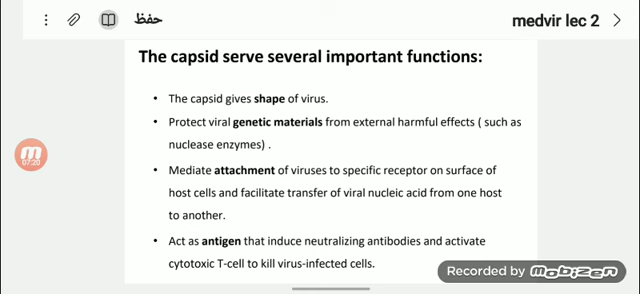 حفظ
medvir lec 2
The capsid serve several important functions:
• The capsid gives shape of virus.
• Protect viral genetic materials from external harmful effects ( such as
nuclease enzymes) .
• Mediate attachment of viruses to specific receptor on surface of
host cells and facilitate transfer of viral nucleic acid from one host
to another.
• Act as antigen that induce neutralizing antibodies and activate
cytotoxic T-cell to kill virus-infected cells.
m
07:20
Recorded by mobizen